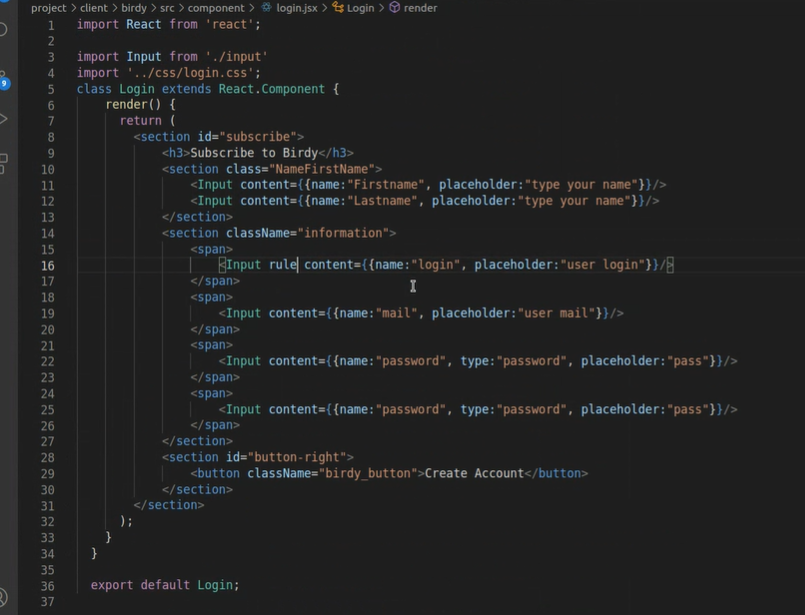 project > client > birdy > src > component > login.jsx > Login > render
9
1 import React from 'react';
2
3 import Input from './input'
4 import '../css/login.css';
5 class Login extends React.Component {
6     render() {
7       return (
8         <section id="subscribe">
9             <h3>Subscribe to Birdy</h3>
10             <section class="NameFirstName">
11                 <Input content={{name:"Firstname", placeholder:"type your name"}}/>
12                 <Input content={{name:"Lastname", placeholder:"type your name"}}/>
13             </section>
14             <section className="information">
15                 <span>
16                     <Input rule content={{name:"login", placeholder:"user login"}}/>
17                 </span>
18                 <span>
19                     <Input content={{name:"mail", placeholder:"user mail"}}/>
20                 </span>
21                 <span>
22                     <Input content={{name:"password", type:"password", placeholder:"pass"}}/>
23                 </span>
24                 <span>
25                     <Input content={{name:"password", type:"password", placeholder:"pass"}}/>
26                 </span>
27             </section>
28             <section id="button-right">
29                 <button className="birdy_button">Create Account</button>
30             </section>
31         </section>
32       );
33     }
34   }
35
36   export default Login;
37